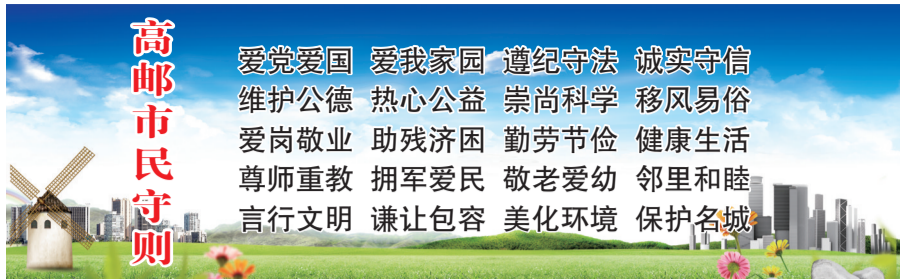 高邮市民守则
爱党爱国 爱我家园 遵纪守法 诚实守信
维护公德 热心公益 崇尚科学 移风易俗
爱岗敬业 助残济困 勤劳节俭 健康生活
尊师重教 拥军爱民 敬老爱幼 邻里和睦
言行文明 谦让包容 美化环境 保护名城